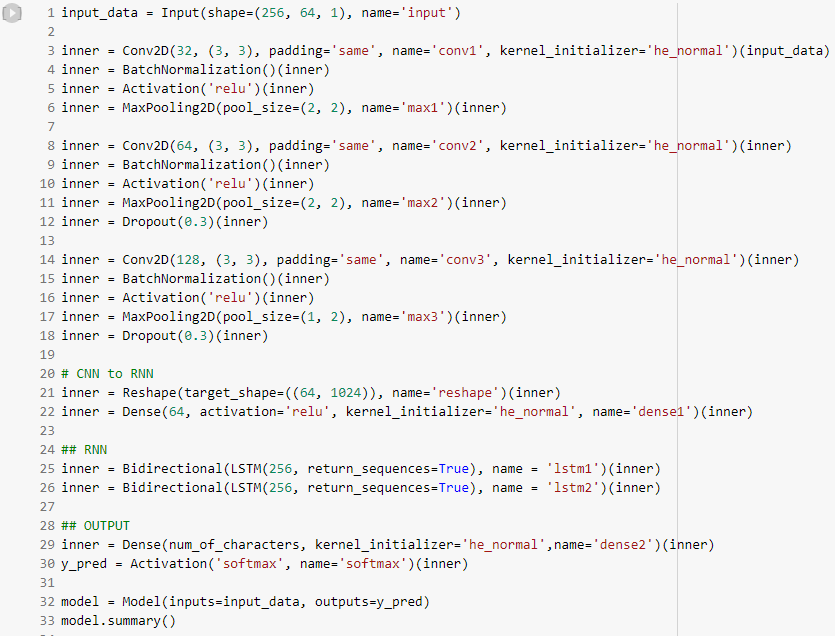 1 input_data = Input(shape=(256, 64, 1), name='input')
2
3 inner = Conv2D(32, (3, 3), padding='same', name='conv1', kernel_initializer='he_normal')(input_data)
4 inner = BatchNormalization()(inner)
5 inner = Activation('relu')(inner)
6 inner = MaxPooling2D(pool_size=(2, 2), name='max1')(inner)
7
8 inner = Conv2D(64, (3, 3), padding='same', name='conv2', kernel_initializer='he_normal')(inner)
9 inner = BatchNormalization()(inner)
10 inner = Activation('relu')(inner)
11 inner = MaxPooling2D(pool_size=(2, 2), name='max2')(inner)
12 inner = Dropout(0.3)(inner)
13
14 inner = Conv2D(128, (3, 3), padding='same', name='conv3', kernel_initializer='he_normal')(inner)
15 inner = BatchNormalization()(inner)
16 inner = Activation('relu')(inner)
17 inner = MaxPooling2D(pool_size=(1, 2), name='max3')(inner)
18 inner = Dropout(0.3)(inner)
19
20 # CNN to RNN
21 inner = Reshape(target_shape=((64, 1024)), name='reshape')(inner)
22 inner = Dense(64, activation='relu', kernel_initializer='he_normal', name='dense1')(inner)
23
24 ## RNN
25 inner = Bidirectional(LSTM(256, return_sequences=True), name = 'lstm1')(inner)
26 inner = Bidirectional(LSTM(256, return_sequences=True), name = 'lstm2')(inner)
27
28 ## OUTPUT
29 inner = Dense(num_of_characters, kernel_initializer='he_normal',name='dense2')(inner)
30 y_pred = Activation('softmax', name='softmax')(inner)
31
32 model = Model(inputs=input_data, outputs=y_pred)
33 model.summary()